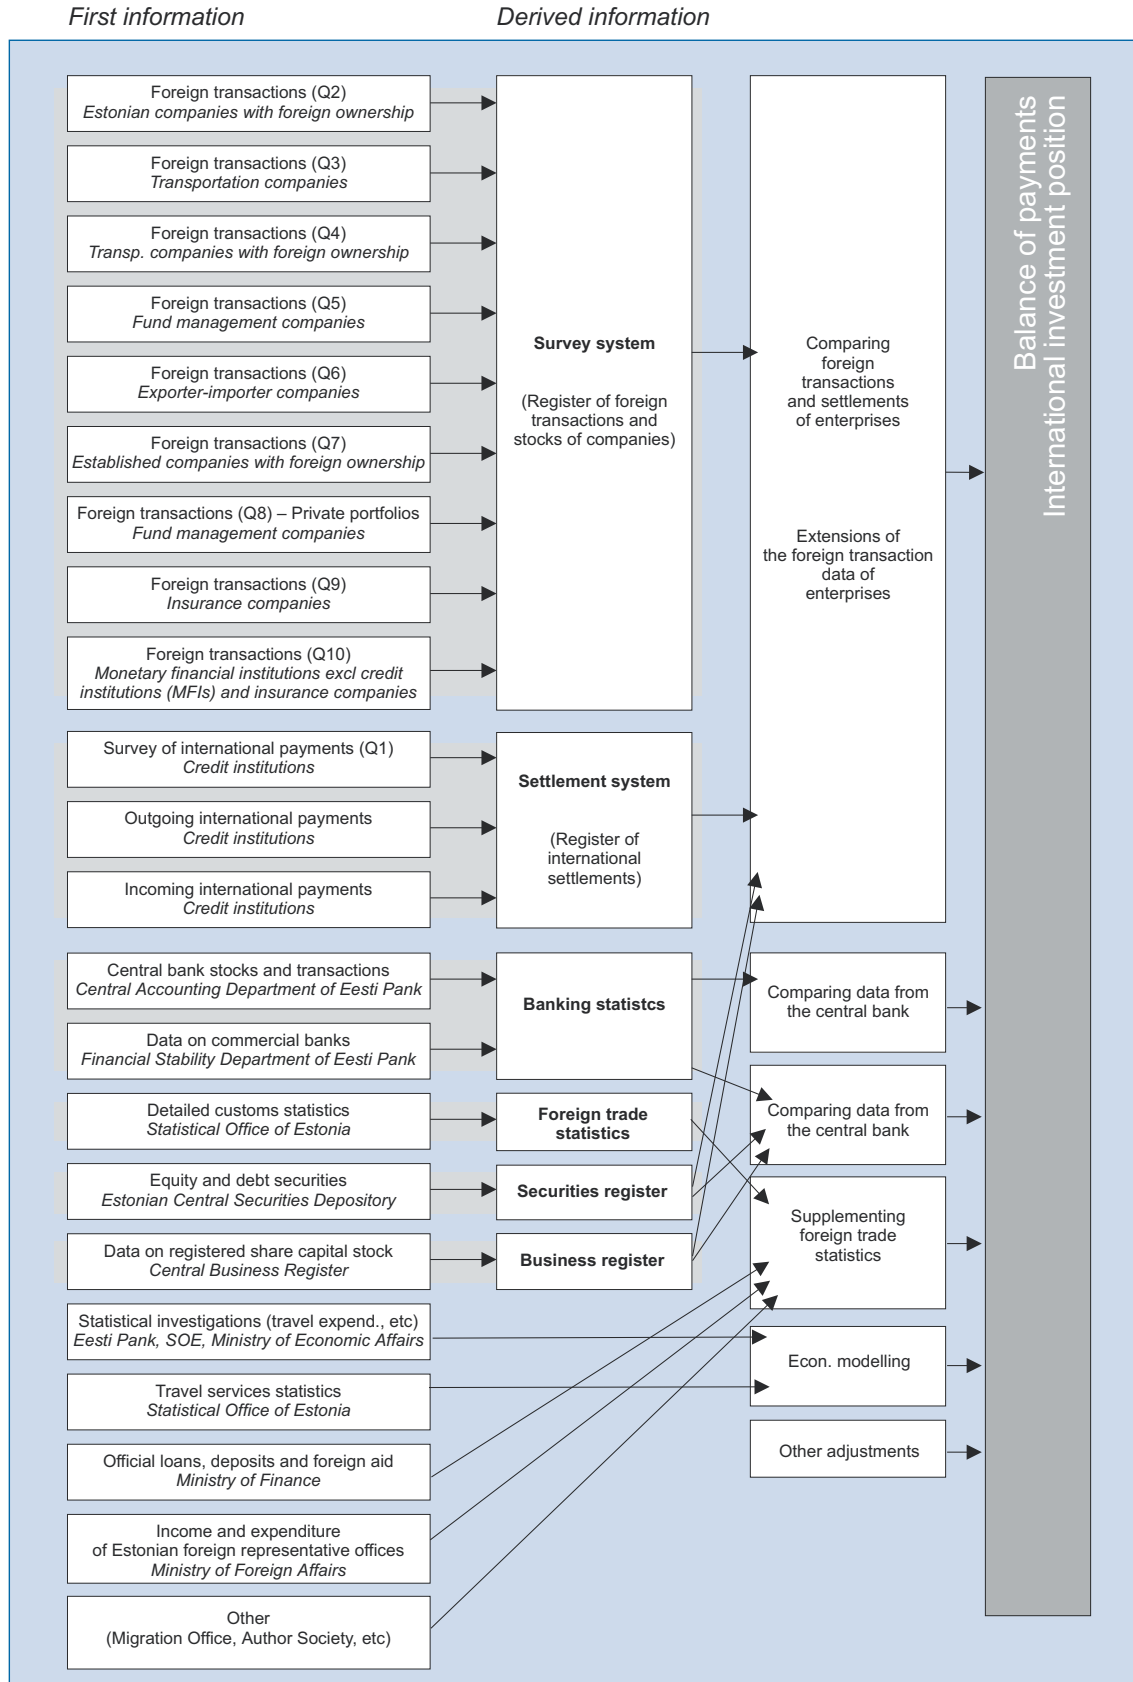 First information
Derived information
Foreign transactions (Q2)
Estonian companies with foreign ownership
Foreign transactions (Q3)
Transportation companies
Foreign transactions (Q4)
Transp. companies with foreign ownership
Foreign transactions (Q5)
Fund management companies
Foreign transactions (Q6)
Exporter-importer companies
Foreign transactions (Q7)
Established companies with foreign ownership
Foreign transactions (Q8) – Private portfolios
Fund management companies
Foreign transactions (Q9)
Insurance companies
Foreign transactions (Q10)
Monetary financial institutions excl credit
institutions (MFIs) and insurance companies
Survey of international payments (Q1)
Credit institutions
Outgoing international payments
Credit institutions
Incoming international payments
Credit institutions
Central bank stocks and transactions
Central Accounting Department of Eesti Pank
Data on commercial banks
Financial Stability Department of Eesti Pank
Detailed customs statistics
Statistical Office of Estonia
Equity and debt securities
Estonian Central Securities Depository
Data on registered share capital stock
Central Business Register
Statistical investigations (travel expend., etc)
Eesti Pank, SOE, Ministry of Economic Affairs
Travel services statistics
Statistical Office of Estonia
Official loans, deposits and foreign aid
Ministry of Finance
Income and expenditure
of Estonian foreign representative offices
Ministry of Foreign Affairs
Other
(Migration Office, Author Society, etc)
Survey system
(Register of foreign
transactions and
stocks of companies)
Settlement system
(Register of
international
settlements)
Banking statistcs
Foreign trade
statistics
Securities register
Business register
Comparing
foreign
transactions
and settlements
of enterprises
Extensions of
the foreign transaction
data of
enterprises
Comparing data from
the central bank
Comparing data from
the central bank
Supplementing
foreign trade
statistics
Econ. modelling
Other adjustments
Balance of payments
International investment position